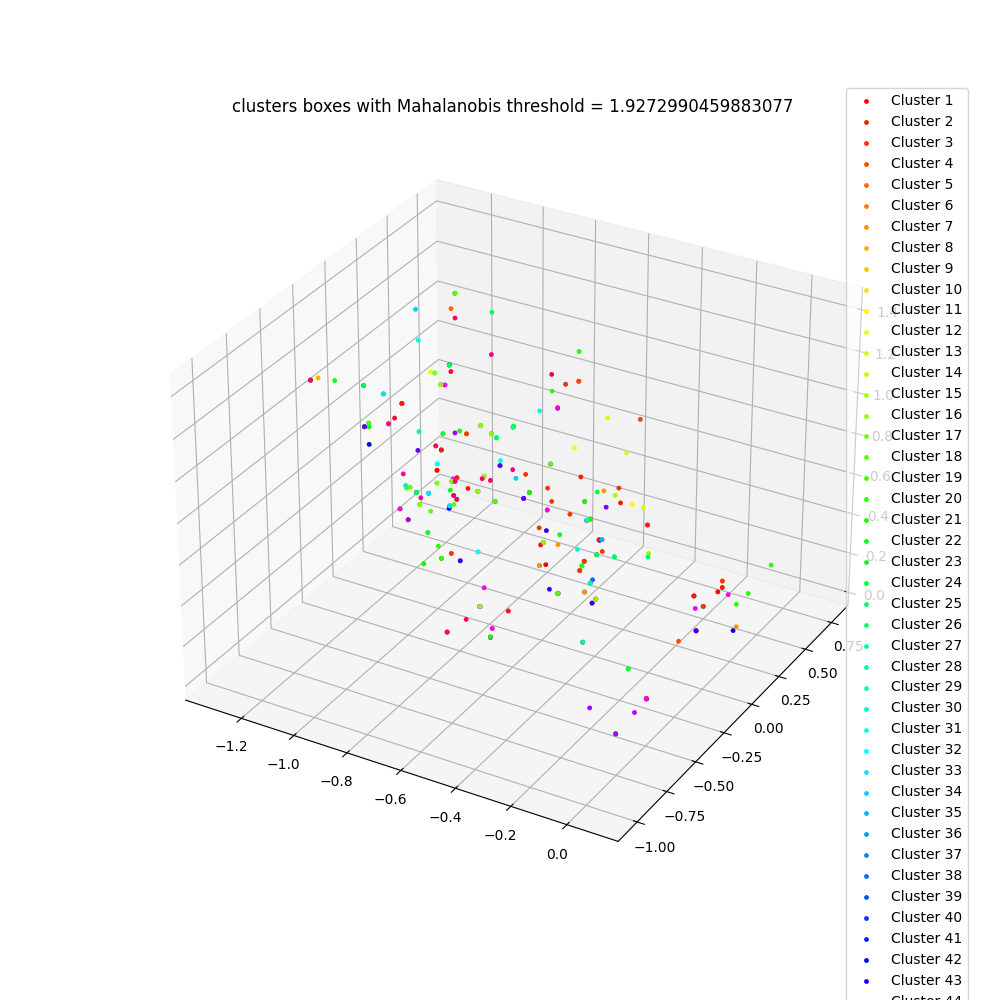 clusters boxes with Mahalanobis threshold = 1.9272990459883077
Cluster 1
Cluster 2
Cluster 3
Cluster 4
Cluster 5
Cluster 6
Cluster 7
Cluster 8
Cluster 9
Cluster 10
Cluster 11
Cluster 12
Cluster 13
Cluster 14
Cluster 15
Cluster 16
Cluster 17
Cluster 18
Cluster 19
Cluster 20
Cluster 21
Cluster 22
Cluster 23
Cluster 24
Cluster 25
Cluster 26
Cluster 27
Cluster 28
Cluster 29
Cluster 30
Cluster 31
Cluster 32
Cluster 33
Cluster 34
Cluster 35
Cluster 36
Cluster 37
Cluster 38
Cluster 39
Cluster 40
Cluster 41
Cluster 42
Cluster 43
Cluster 44
1.2
1.0
0.8
0.6
0.4
0.2
0.0
0.75
0.50
0.25
0.00
−0.25
−0.50
−0.75
−1.00
−1.2
−1.0
−0.8
−0.6
−0.4
−0.2
0.0